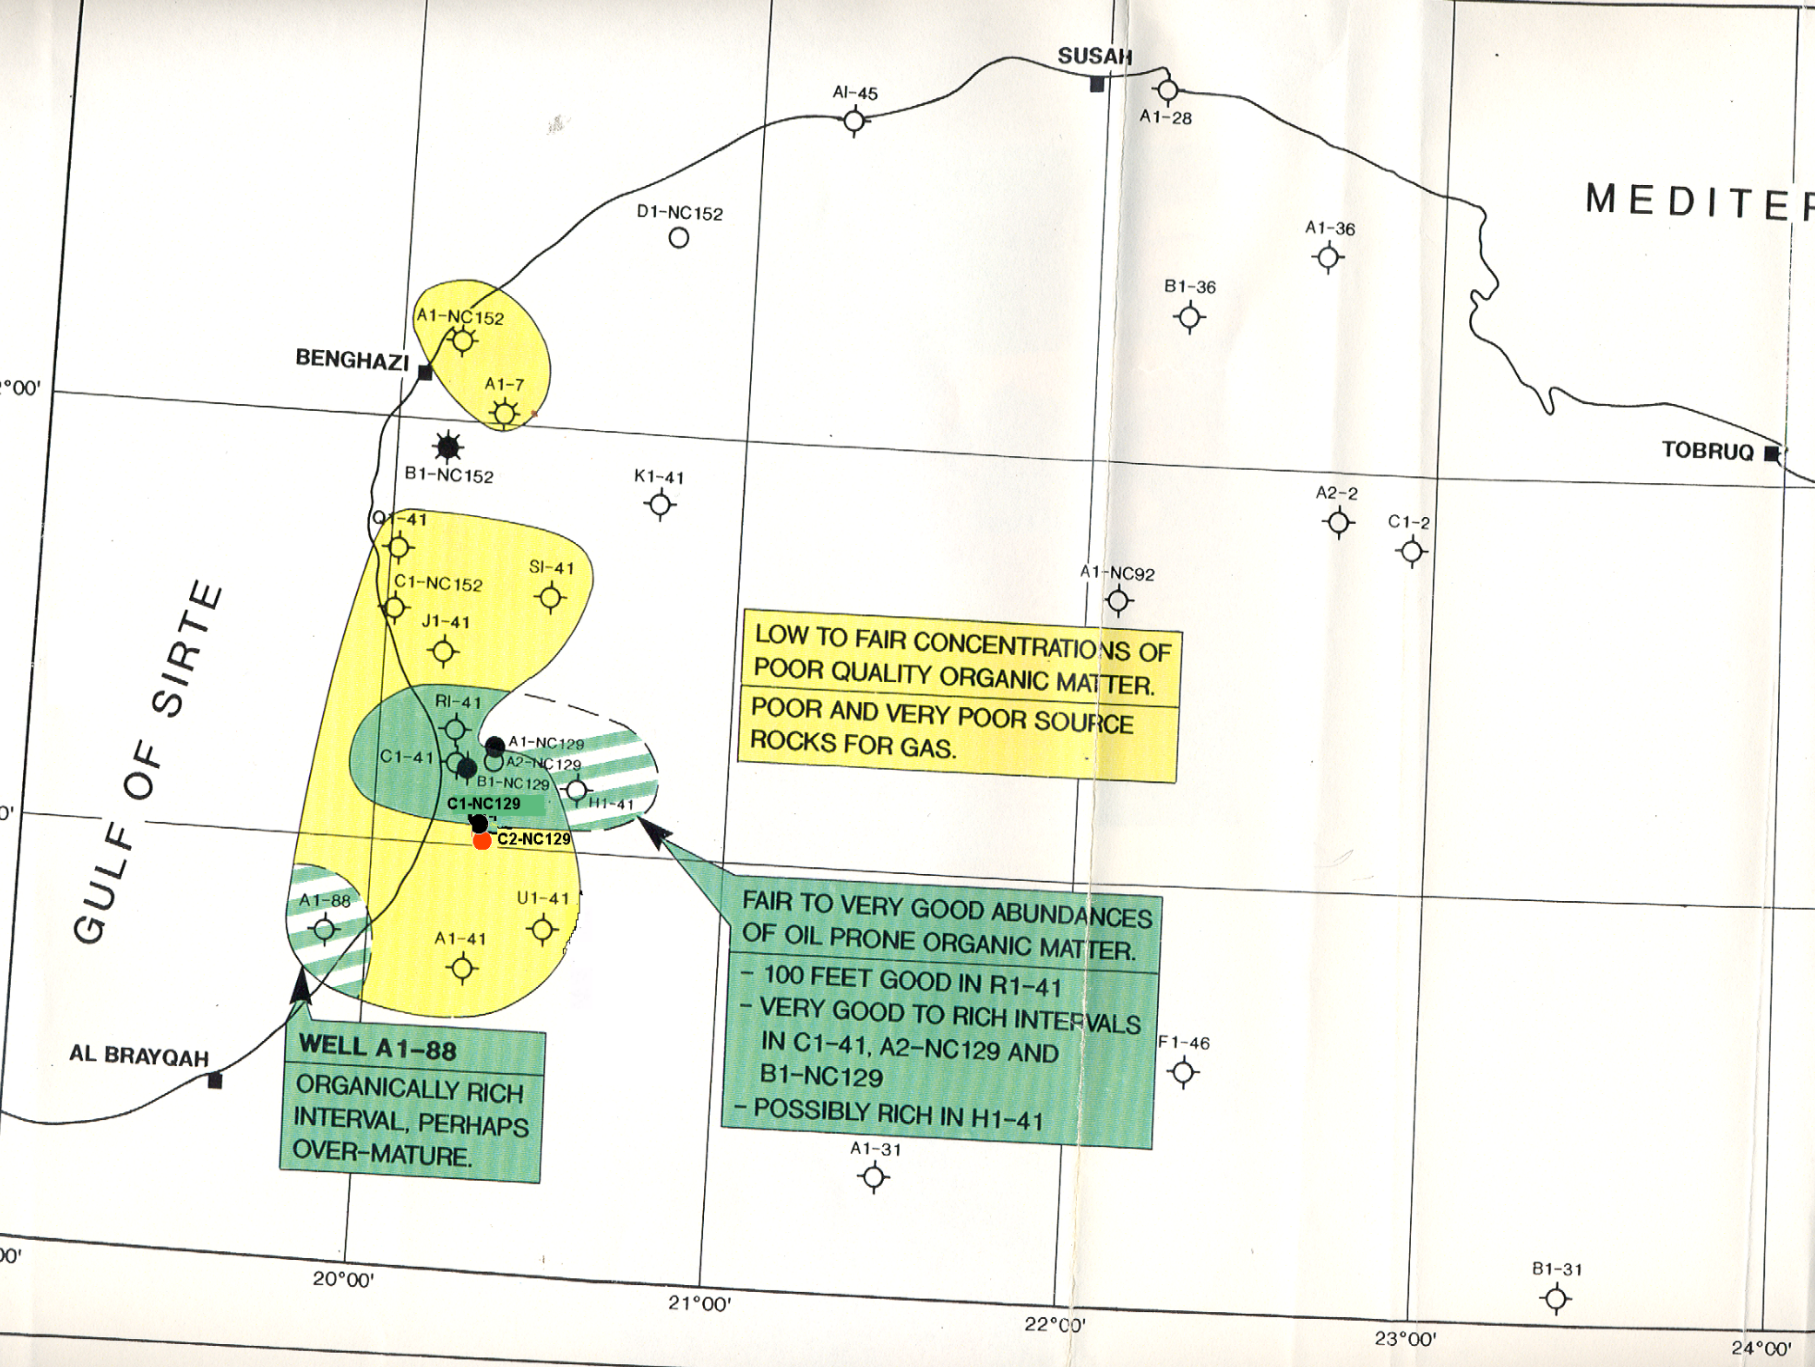 SUSAH
AI-45
A1-28
MEDITER
D1-NC152
A1-36
B1-36
A1-NC152
BENGHAZI
A1-7
2°00'
B1-NC152
K1-41
TOBRUQ
A2-2
C1-2
Q1-41
C1-NC152
SI-41
A1-NC92
J1-41
GULF OF SIRTE
LOW TO FAIR CONCENTRATIONS OF
POOR QUALITY ORGANIC MATTER.
POOR AND VERY POOR SOURCE
ROCKS FOR GAS.
RI-41
A1-NC129
C1-41
A2-NC129
B1-NC129
H1-41
C1-NC129
0'
C2-NC129
A1-88
U1-41
A1-41
FAIR TO VERY GOOD ABUNDANCES
OF OIL PRONE ORGANIC MATTER.
- 100 FEET GOOD IN R1-41
- VERY GOOD TO RICH INTERVALS
IN C1-41, A2-NC129 AND
B1-NC129
- POSSIBLY RICH IN H1-41
F1-46
AL BRAYQAH
WELL A1-88
ORGANICALLY RICH
INTERVAL, PERHAPS
OVER-MATURE.
A1-31
B1-31
00'
20°00'
21°00'
22°00'
23°00'
24°00'